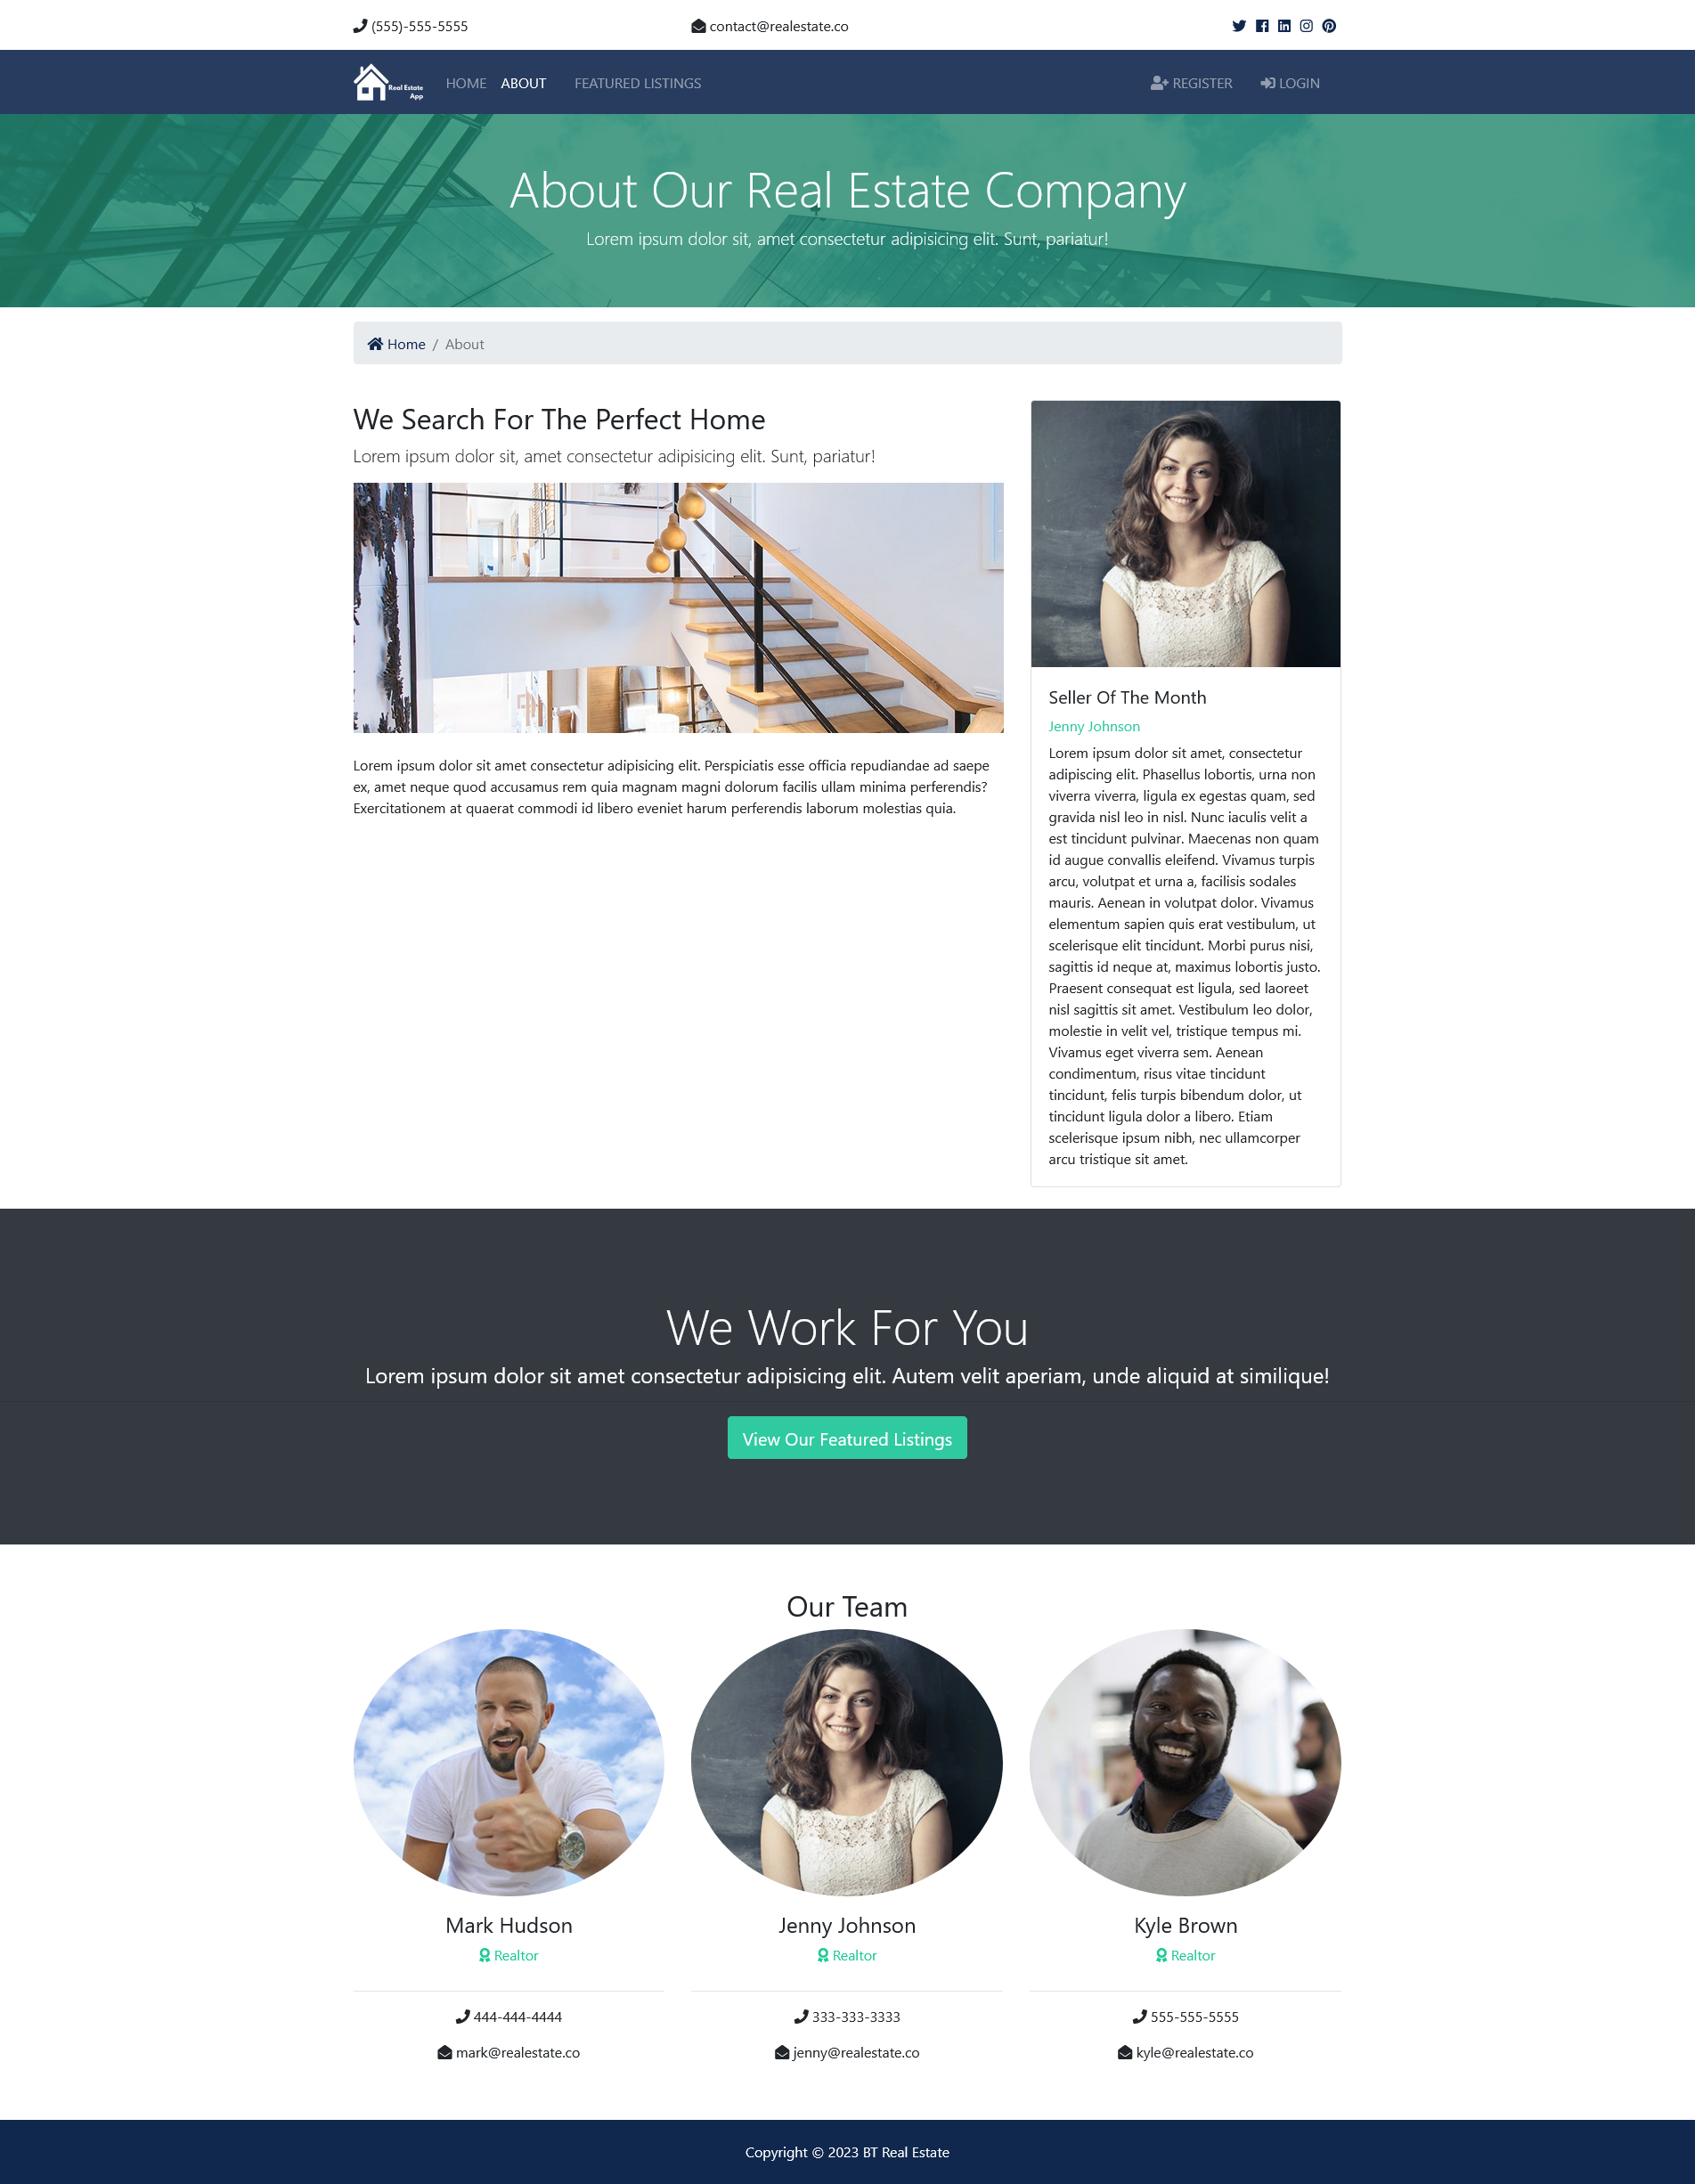 (555)-555-5555
contact@realestate.co
Real Estate
App
HOME
ABOUT
FEATURED LISTINGS
REGISTER
LOGIN
About Our Real Estate Company
Lorem ipsum dolor sit, amet consectetur adipisicing elit. Sunt, pariatur!
Home / About
We Search For The Perfect Home
Lorem ipsum dolor sit, amet consectetur adipisicing elit. Sunt, pariatur!
Lorem ipsum dolor sit amet consectetur adipisicing elit. Perspiciatis esse officia repudiandae ad saepe
ex, amet neque quod accusamus rem quia magnam magni dolorum facilis ullam minima perferendis?
Exercitationem at quaerat commodi id libero eveniet harum perferendis laborum molestias quia.
Seller Of The Month
Jenny Johnson
Lorem ipsum dolor sit amet, consectetur
adipiscing elit. Phasellus lobortis, urna non
viverra viverra, ligula ex egestas quam, sed
gravida nisl leo in nisl. Nunc iaculis velit a
est tincidunt pulvinar. Maecenas non quam
id augue convallis eleifend. Vivamus turpis
arcu, volutpat et urna a, facilisis sodales
mauris. Aenean in volutpat dolor. Vivamus
elementum sapien quis erat vestibulum, ut
scelerisque elit tincidunt. Morbi purus nisi,
sagittis id neque at, maximus lobortis justo.
Praesent consequat est ligula, sed laoreet
nisl sagittis sit amet. Vestibulum leo dolor,
molestie in velit vel, tristique tempus mi.
Vivamus eget viverra sem. Aenean
condimentum, risus vitae tincidunt
tincidunt, felis turpis bibendum dolor, ut
tincidunt ligula dolor a libero. Etiam
scelerisque ipsum nibh, nec ullamcorper
arcu tristique sit amet.
We Work For You
Lorem ipsum dolor sit amet consectetur adipisicing elit. Autem velit aperiam, unde aliquid at similique!
View Our Featured Listings
Our Team
Mark Hudson
Realtor
444-444-4444
mark@realestate.co
Jenny Johnson
Realtor
333-333-3333
jenny@realestate.co
Kyle Brown
Realtor
555-555-5555
kyle@realestate.co
Copyright © 2023 BT Real Estate